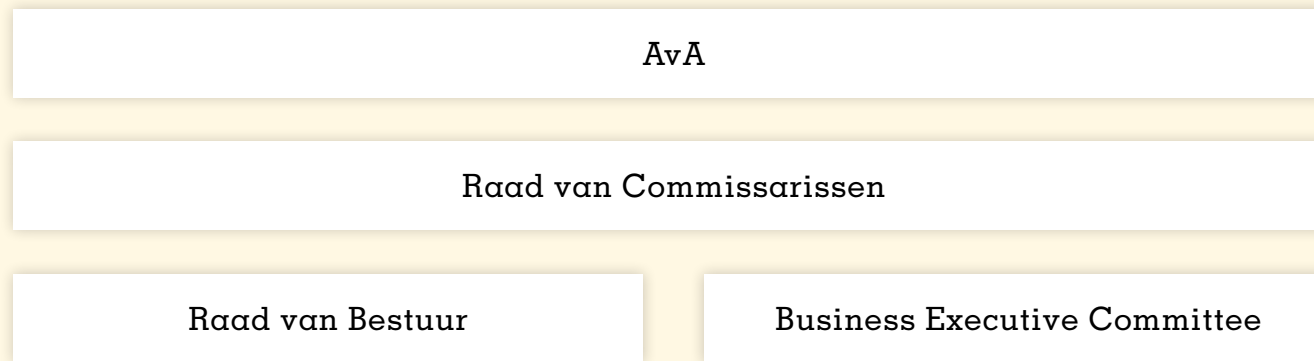 AvA
Raad van Commissarissen
Raad van Bestuur
Business Executive Committee